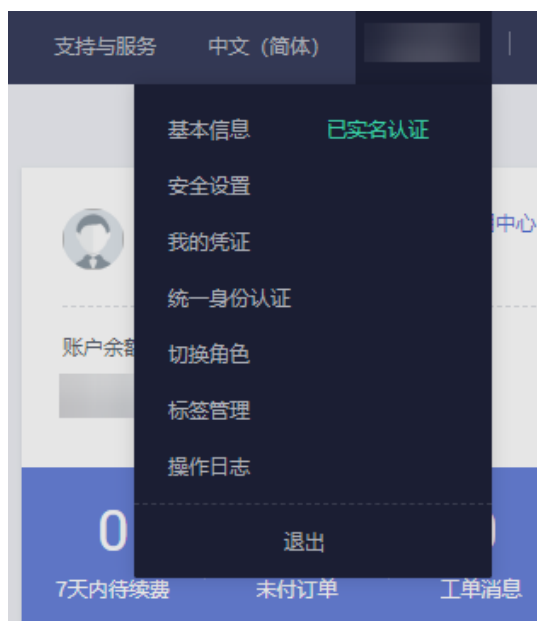 支持与服务 中文（简体）
基本信息 已实名认证
安全设置
中心
我的凭证
统一身份认证
账户余额
切换角色
标签管理
操作日志
0
退出
7天内待续费 未付订单 工单消息